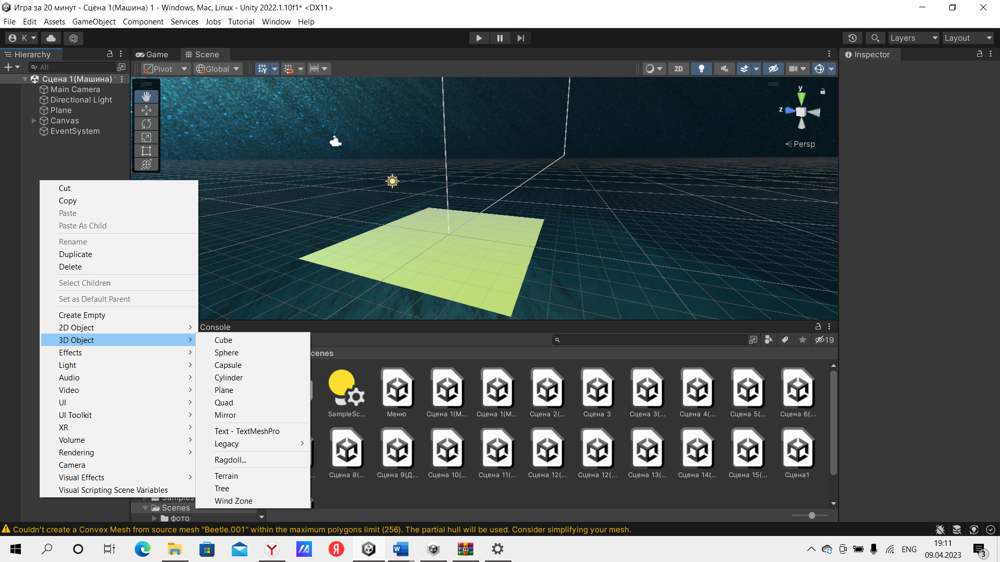 Игра за 20 минут - Сцена 1(Машина) 1 - Windows, Mac, Linux - Unity 2022.1.10f1* <DX11>
File Edit Assets GameObject Component Services Jobs Tutorial Window Help
K Layers Layout
Hierarchy Game Scene Inspector
All Pivot Global 2D
Сцена 1(Машина)
Main Camera
Directional Light
Plane
Canvas
EventSystem
y
z
Persp
Cut
Copy
Paste
Paste As Child
Rename
Duplicate
Delete
Select Children
Set as Default Parent
Create Empty
2D Object
3D Object
Effects
Light
Audio
Video
UI
UI Toolkit
XR
Volume
Rendering
Camera
Visual Effects
Visual Scripting Scene Variables
Cube
Sphere
Capsule
Cylinder
Plane
Quad
Mirror
Text - TextMeshPro
Legacy
Ragdoll...
Terrain
Tree
Wind Zone
Console
19
cenes
SampleSc... Меню Сцена 1(М... Сцена 1(М... Сцена 2(... Сцена 3 Сцена 3(... Сцена 4(... Сцена 5(... Сцена 6(...
Сцена 8(... Сцена 9(Д... Сцена 10(... Сцена 11(... Сцена 12(... Сцена 12(... Сцена 13(... Сцена 14(... Сцена 15(... Сцена1
Samples
Scenes
фото
Couldn't create a Convex Mesh from source mesh "Beetle.001" within the maximum polygons limit (256). The partial hull will be used. Consider simplifying your mesh.
ENG
19:11
09.04.2023
3